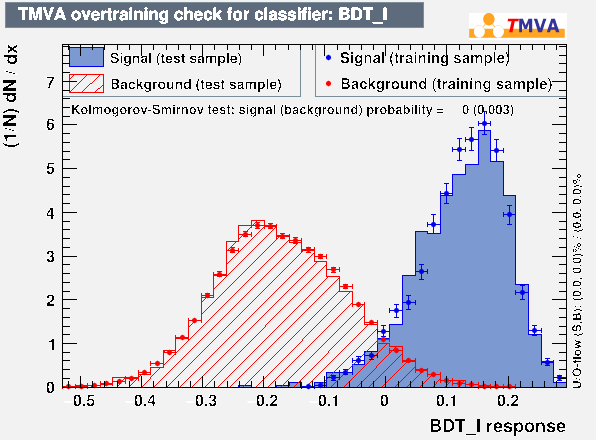 TMVA overtraining check for classifier: BDT_I
TMVA
Signal (test sample)
Background (test sample)
Signal (training sample)
Background (training sample)
Kolmogorov-Smirnov test: signal (background) probability = 0 (0.003)
(1/N) dN / dx
7
6
5
4
3
2
1
0
-0.5 -0.4 -0.3 -0.2 -0.1 0 0.1 0.2
BDT_I response
U/O-flow (S,B): (0.0, 0.0)% / (0.0, 0.0)%